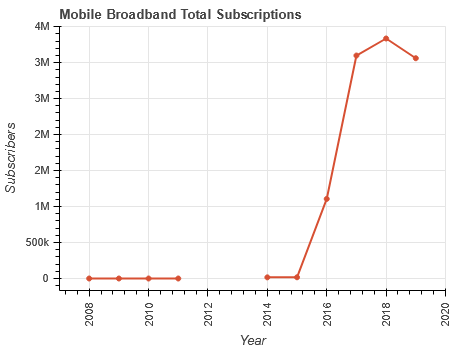 Mobile Broadband Total Subscriptions
4M
3M
3M
2M
2M
1M
500k
0
Subscribers
2008
2010
2012
2014
2016
2018
2020
Year